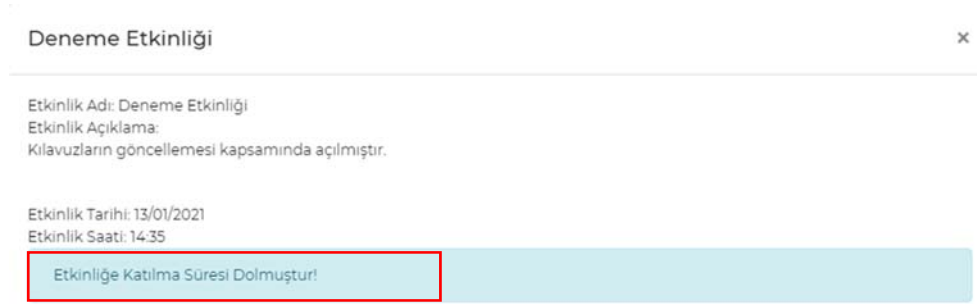 Deneme Etkinliği ×
Etkinlik Adı: Deneme Etkinliği
Etkinlik Açıklama:
Kılavuzların göncellemesi kapsamında açılmıştır.
Etkinlik Tarihi: 13/01/2021
Etkinlik Saati: 14:35
Etkinliğe Katılma Süresi Dolmuştur!